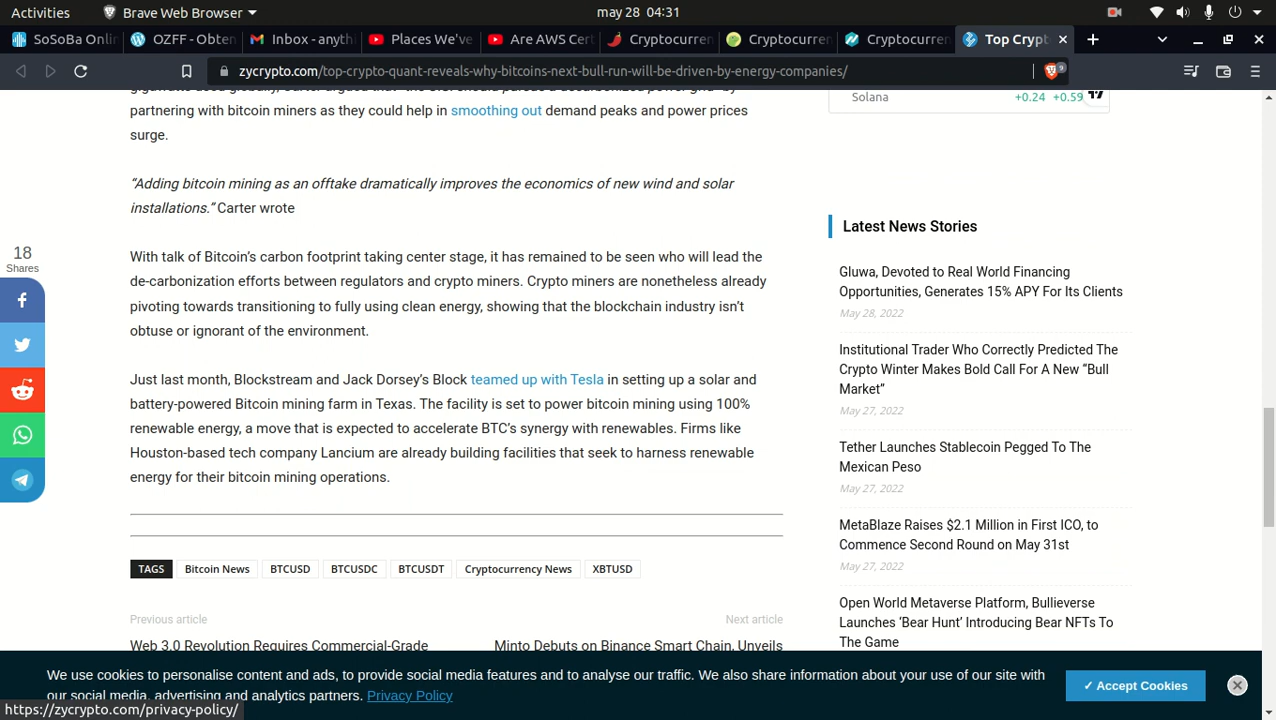 Activities
Brave Browser
may 28 04:31
SoSoBa Onli
OZFF - Obten
Inbox - anyth
Places We've
Are AWS Cert
Cryptocurre
Cryptocurre
Cryptocurre
Top Crypt
zycrypto.com/top-crypto-quant-reveals-why-bitcoins-next-bull-run-will-be-driven-by-energy-companies/
9
partnering with bitcoin miners as they could help in smoothing out demand peaks and power prices
surge.
“Adding bitcoin mining as an offtake dramatically improves the economics of new wind and solar
installations.” Carter wrote
With talk of Bitcoin’s carbon footprint taking center stage, it has remained to be seen who will lead the
de-carbonization efforts between regulators and crypto miners. Crypto miners are nonetheless already
pivoting towards transitioning to fully using clean energy, showing that the blockchain industry isn’t
obtuse or ignorant of the environment.
Just last month, Blockstream and Jack Dorsey’s Block teamed up with Tesla in setting up a solar and
battery-powered Bitcoin mining farm in Texas. The facility is set to power bitcoin mining using 100%
renewable energy, a move that is expected to accelerate BTC’s synergy with renewables. Firms like
Houston-based tech company Lancium are already building facilities that seek to harness renewable
energy for their bitcoin mining operations.
TAGS Bitcoin News BTCUSD BTCUSDC BTCUSDT Cryptocurrency News XBTUSD
Previous article
Next article
Web 3.0 Revolution Requires Commercial-Grade
Minto Debuts on Binance Smart Chain, Unveils
18
Shares
Solana +0.24 +0.59
Latest News Stories
Gluwa, Devoted to Real World Financing
Opportunities, Generates 15% APY For Its Clients
May 28, 2022
Institutional Trader Who Correctly Predicted The
Crypto Winter Makes Bold Call For A New “Bull
Market”
May 27, 2022
Tether Launches Stablecoin Pegged To The
Mexican Peso
May 27, 2022
MetaBlaze Raises $2.1 Million in First ICO, to
Commence Second Round on May 31st
May 27, 2022
Open World Metaverse Platform, Bullieverse
Launches ‘Bear Hunt’ Introducing Bear NFTs To
The Game
We use cookies to personalise content and ads, to provide social media features and to analyse our traffic. We also share information about your use of our site with
our social media, advertising and analytics partners. Privacy Policy
✓ Accept Cookies
https://zycrypto.com/privacy-policy/